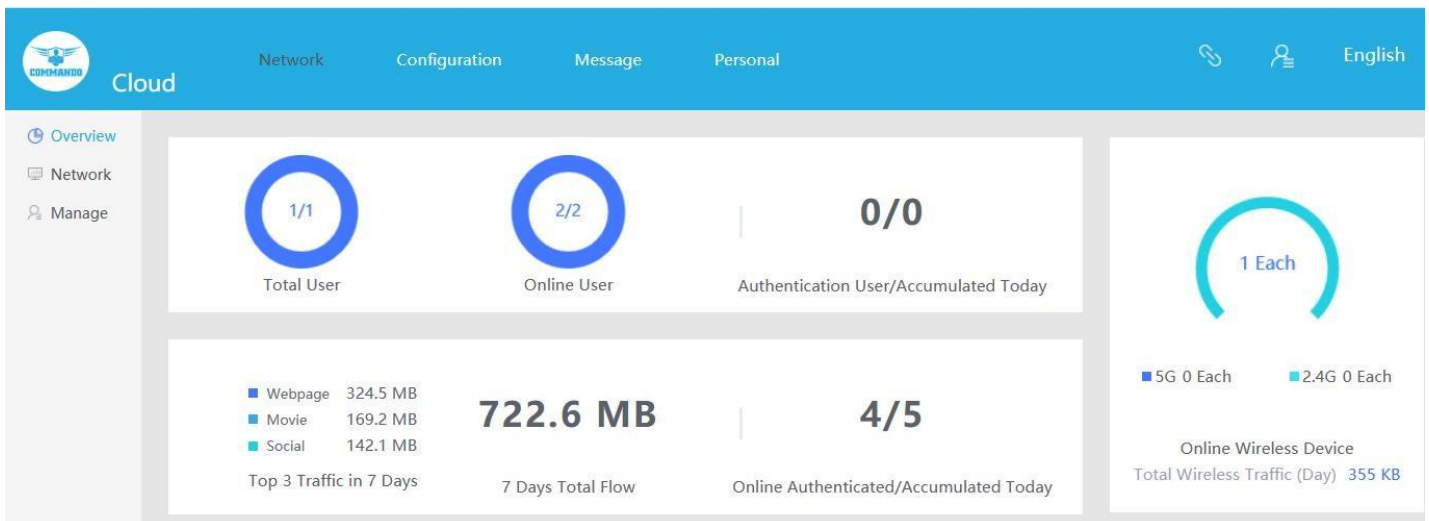 COMMANDO
Cloud
Network Configuration Message Personal English
Overview
Network
Manage
1/1
Total User
2/2
Online User
0/0
Authentication User/Accumulated Today
Webpage 324.5 MB
Movie 169.2 MB
Social 142.1 MB
Top 3 Traffic in 7 Days
722.6 MB
7 Days Total Flow
4/5
Online Authenticated/Accumulated Today
1 Each
5G 0 Each 2.4G 0 Each
Online Wireless Device
Total Wireless Traffic (Day) 355 KB